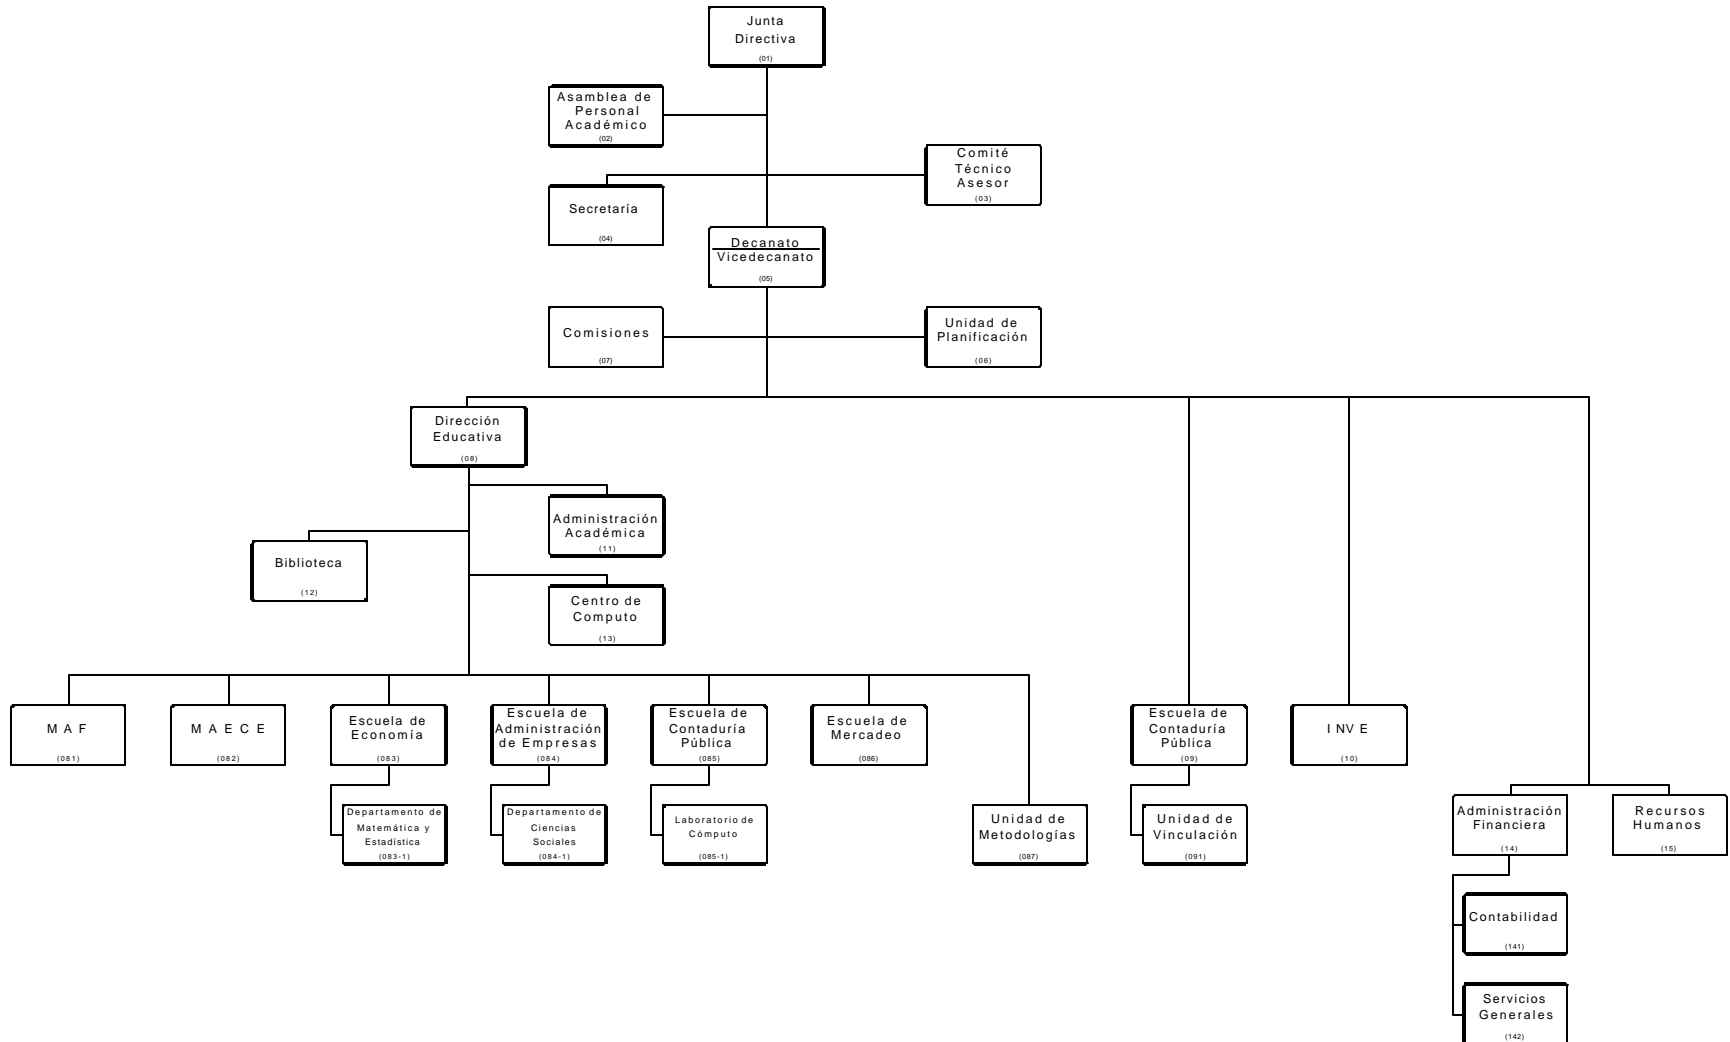 Junta
Directiva
(01)
Asamblea de
Personal
Académico
(02)
Comité
Técnico
Asesor
(03)
Secretaría
(04)
Decanato
Vicedecanato
(05)
Comisiones
(07)
Unidad de
Planificación
(06)
Dirección
Educativa
(08)
Administración
Académica
(11)
Biblioteca
(12)
Centro de
Computo
(13)
M A F
(081)
M A E C E
(082)
Escuela de
Economía
(083)
Escuela de
Administración
de Empresas
(084)
Escuela de
Contaduría
Pública
(085)
Escuela de
Mercadeo
(086)
Escuela de
Contaduría
Pública
(09)
I NV E
(10)
Departamento de
Matemática y
Estadística
(083-1)
Departamento de
Ciencias
Sociales
(084-1)
Laboratorio de
Cómputo
(085-1)
Unidad de
Metodologías
(087)
Unidad de
Vinculación
(091)
Administración
Financiera
(14)
Recursos
Humanos
(15)
Contabilidad
(141)
Servicios
Generales
(142)